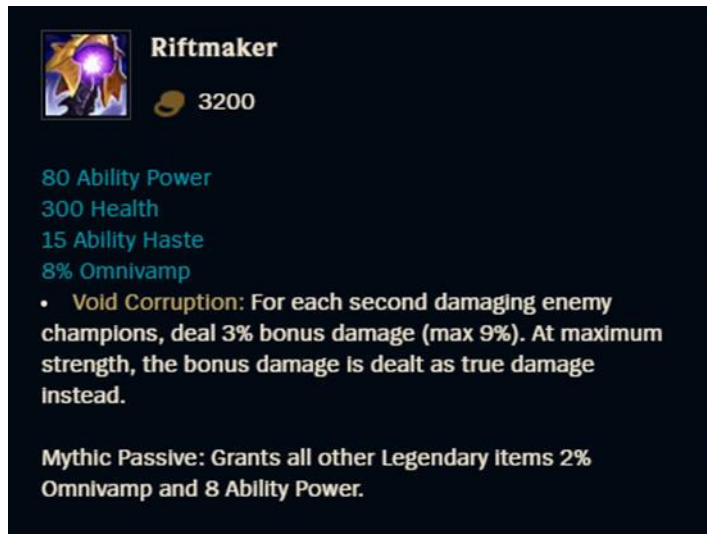 Riftmaker
3200
80 Ability Power
300 Health
15 Ability Haste
8% Omnivamp
• Void Corruption: For each second damaging enemy
champions, deal 3% bonus damage (max 9%). At maximum
strength, the bonus damage is dealt as true damage
instead.
Mythic Passive: Grants all other Legendary items 2%
Omnivamp and 8 Ability Power.